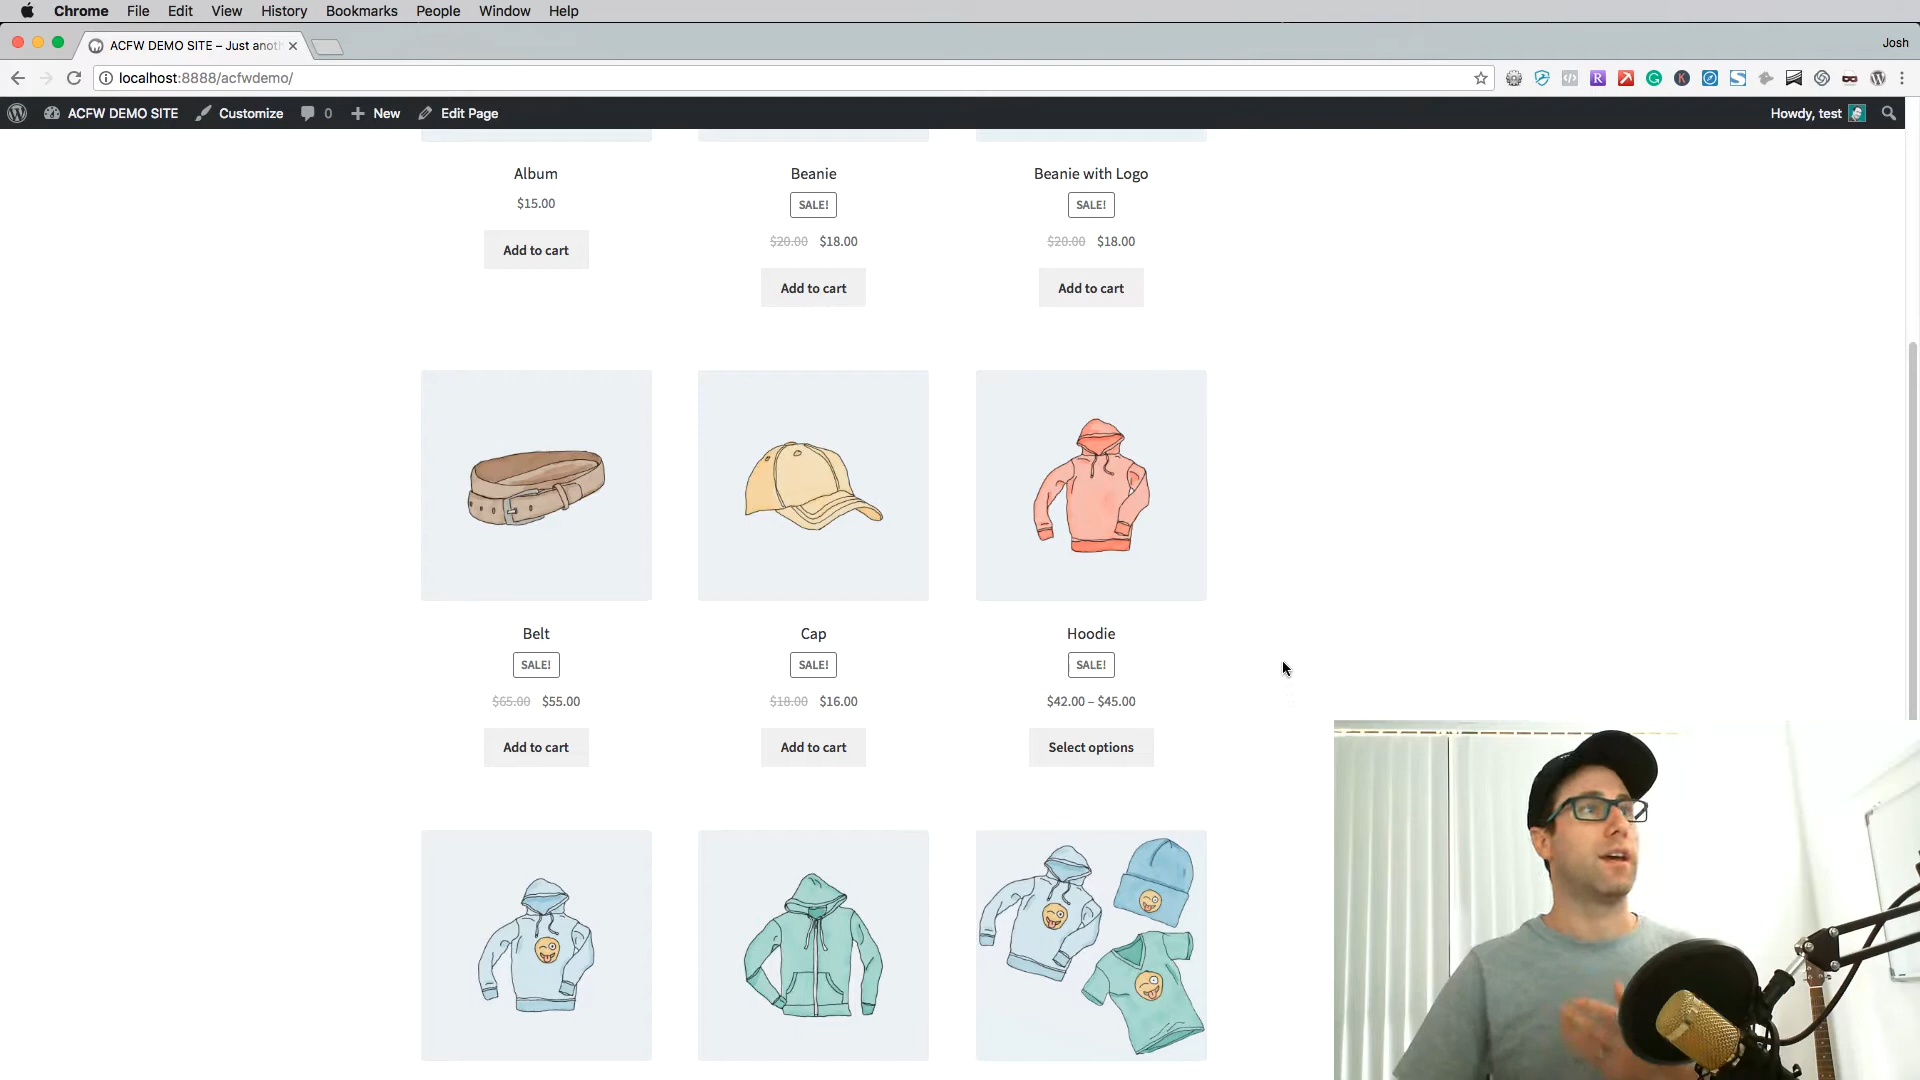 Chrome File Edit View History Bookmarks People Window Help
ACFW DEMO SITE – Just anoth
Josh
localhost:8888/acfwdemo/
ACFW DEMO SITE Customize 0 New Edit Page
Howdy, test
Album Beanie Beanie with Logo
$15.00 SALE! SALE!
$20.00 $18.00 $20.00 $18.00
Add to cart
Add to cart Add to cart
Belt Cap Hoodie
SALE! SALE! SALE!
$65.00 $55.00 $18.00 $16.00 $42.00 – $45.00
Add to cart Add to cart Select options